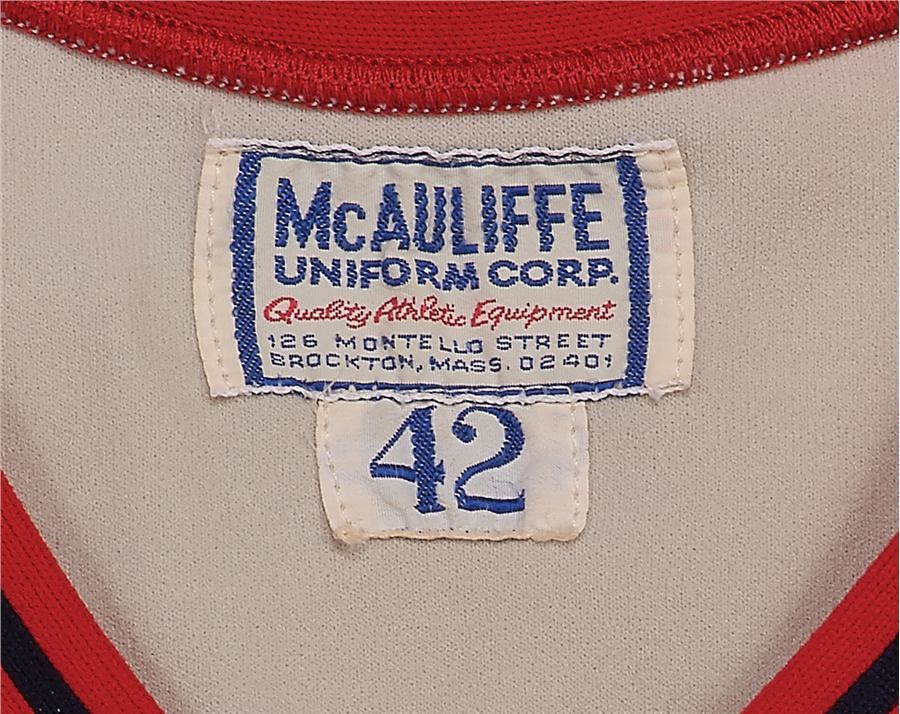 McAULIFFE
UNIFORM CORP.
Quality Athletic Equipment
126 MONTELLO STREET
BROCKTON, MASS. 02401
42